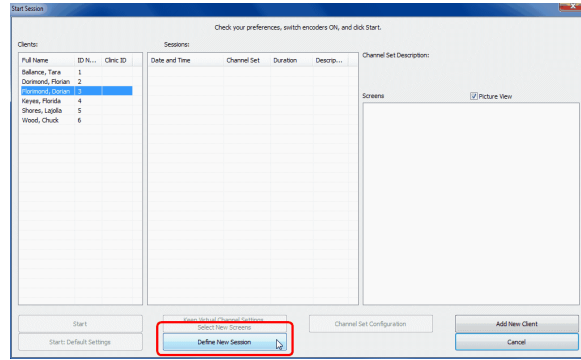 Start Session
Check your preferences, switch encoders ON, and click Start.
Clients: Sessions:
Full Name ID N... Clinic ID Date and Time Channel Set Duration Descrip... Channel Set Description:
Ballance, Tara 1
Dorimond, Florian 2
Florimond, Dorian 3
Keyes, Florida 4
Shores, Lajolla 5
Wood, Chuck 6
Screens Picture View
Start Keep Virtual Channel Settings Channel Set Configuration Add New Client
Select New Screens
Start: Default Settings Define New Session Cancel